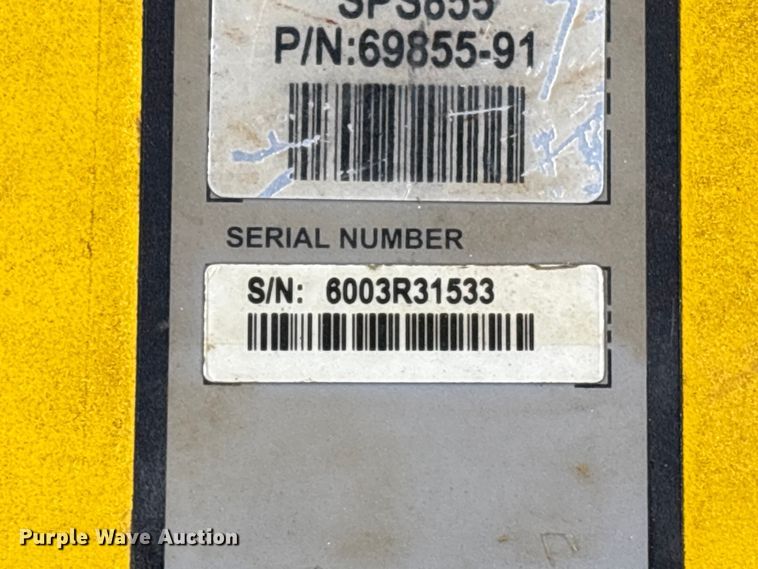 SPS855
P/N:69855-91
SERIAL NUMBER
S/N: 6003R31533
Purple Wave Auction